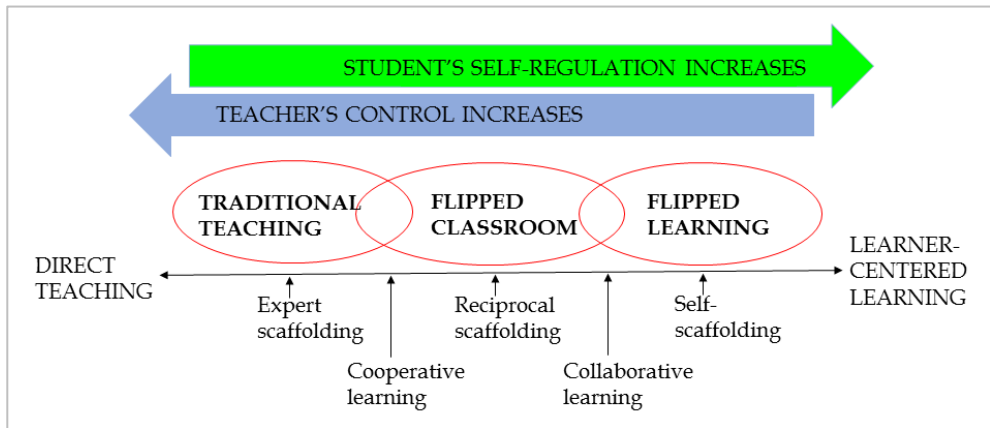 STUDENT'S SELF-REGULATION INCREASES
TEACHER'S CONTROL INCREASES
TRADITIONAL
TEACHING
FLIPPED
CLASSROOM
FLIPPED
LEARNING
DIRECT
TEACHING
LEARNER-
CENTERED
LEARNING
Expert
scaffolding
Reciprocal
scaffolding
Self-
scaffolding
Cooperative
learning
Collaborative
learning